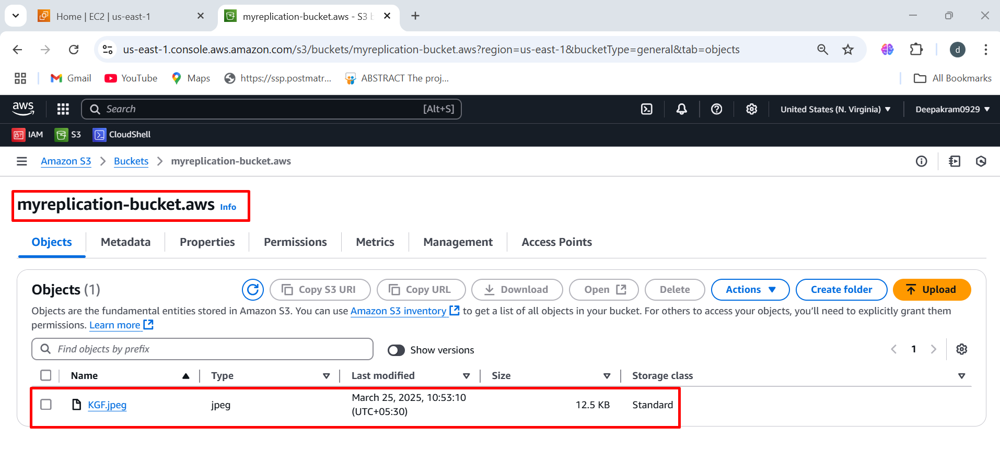 Home | EC2 | us-east-1
myreplication-bucket.aws - S3 b
us-east-1.console.aws.amazon.com/s3/buckets/myreplication-bucket.aws?region=us-east-1&bucketType=general&tab=objects
d
Gmail
YouTube
Maps
https://ssp.postmatr...
ABSTRACT The proj...
All Bookmarks
aws
Search
[Alt+S]
United States (N. Virginia)
Deepakram0929
IAM
S3
CloudShell
Amazon S3 > Buckets > myreplication-bucket.aws
myreplication-bucket.aws Info
Objects
Metadata
Properties
Permissions
Metrics
Management
Access Points
Objects (1)
Copy S3 URI
Copy URL
Download
Open
Delete
Actions
Create folder
Upload
Objects are the fundamental entities stored in Amazon S3. You can use Amazon S3 inventory to get a list of all objects in your bucket. For others to access your objects, you'll need to explicitly grant them
permissions. Learn more
Find objects by prefix
Show versions
1
Name
Type
Last modified
Size
Storage class
KGF.jpeg
jpeg
March 25, 2025, 10:53:10
(UTC+05:30)
12.5 KB
Standard